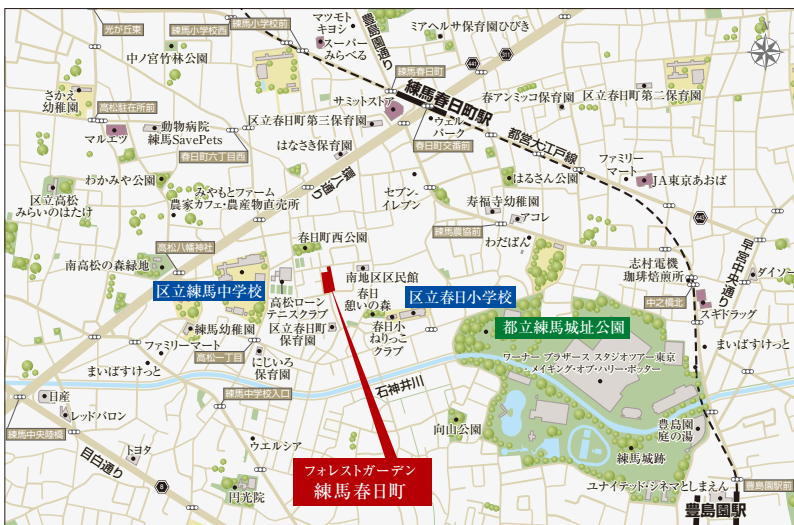 光が丘東
練馬小学校西
練馬小学校前
マツモト
キヨシ
スーパー
みらべる
豊島園通り
ミアヘルサ保育園ひびき
中ノ宮竹林公園
練馬春日町
441
311
さかえ
幼稚園
高松駐在所前
サミットストア
練馬春日町駅
春アンミッコ保育園
区立春日町第二保育園
マルエツ
動物病院
練馬SavePets
区立春日町第三保育園
ウェル
パーク
春日町交番前
都営大江戸線
春日町六丁目西
はなさき保育園
ファミリー
マート
JA東京あおば
わかみや公園
はるさん公園
区立高松
みらいのはたけ
みやもとファーム
農家カフェ・農産物直売所
環八通り
セブン-
イレブン
寿福寺幼稚園
アコレ
練馬農協前
443
高松八幡神社
春日町西公園
わだぱん
早宮中央通り
南高松の森緑地
区立練馬中学校
南地区区民館
志村電機
珈琲焙煎所
ダイソー
高松ローン
テニスクラブ
春日
憩いの森
区立春日小学校
中之橋北
スギドラッグ
練馬幼稚園
区立春日町
保育園
春日小
ねりっこ
クラブ
都立練馬城址公園
ファミリーマート
高松一丁目
にじいろ
保育園
ワーナー ブラザース スタジオツアー東京
- メイキング・オブ・ハリー・ポッター -
まいばすけっと
まいばすけっと
石神井川
練馬中学校入口
日産
レッドバロン
向山公園
豊島園
庭の湯
練馬中央陸橋
目白通り
トヨタ
ウエルシア
練馬城跡
フォレストガーデン
練馬春日町
8
円光院
ユナイテッド・シネマとしまえん
豊島園駅前
豊島園駅